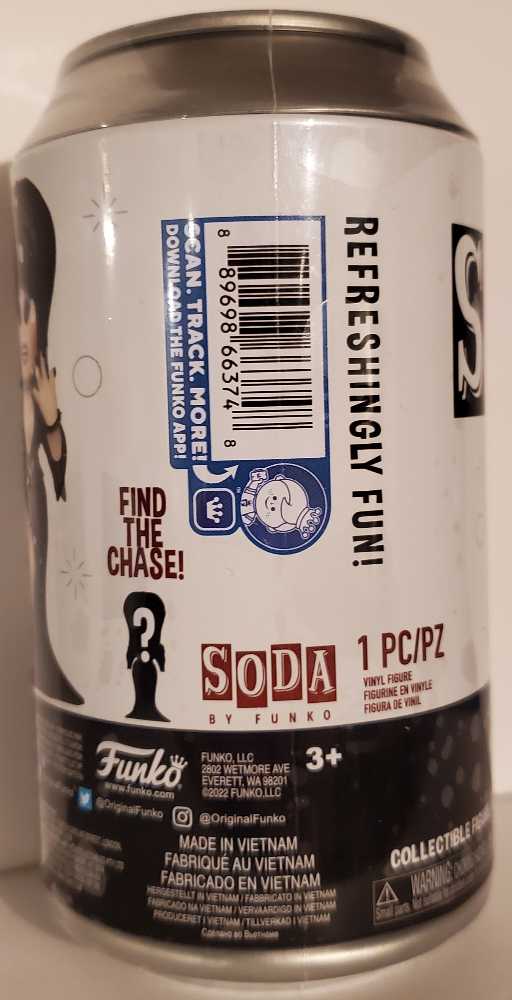 REFRESHINGLY FUN!
8 89698 66374 8
SCAN. TRACK. MORE!
DOWNLOAD THE FUNKO APP!
FIND
THE
CHASE!
?
SODA
BY FUNKO
1 PC/PZ
VINYL FIGURE
FIGURINE EN VINYLE
FIGURA DE VINIL
Funko
www.funko.com
FUNKO, LLC
2802 WETMORE AVE
EVERETT, WA 98201
©2022 FUNKO,LLC
3+
@OriginalFunko
@OriginalFunko
MADE IN VIETNAM
FABRIQUÉ AU VIETNAM
FABRICADO EN VIETNAM
HERGESTELLT IN VIETNAM / FABBRICATO IN VIETNAM
FABRICADO NA VIETNAM / VERVAARDIGD IN VIETNAM
PRODUCERET I VIETNAM / TILLVERKAD I VIETNAM
COLLECTIBLE
WARNING:
Small parts. Not